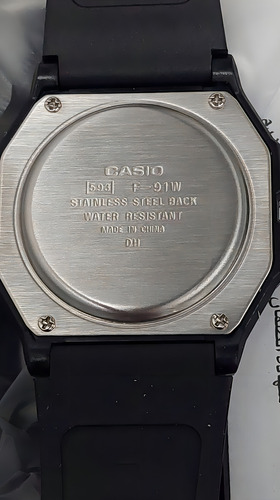 CASIO
593 F-91W
STAINLESS STEEL BACK
WATER RESISTANT
MADE IN CHINA
DH